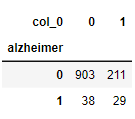 col_0 0 1
alzheimer
0 903 211
1 38 29